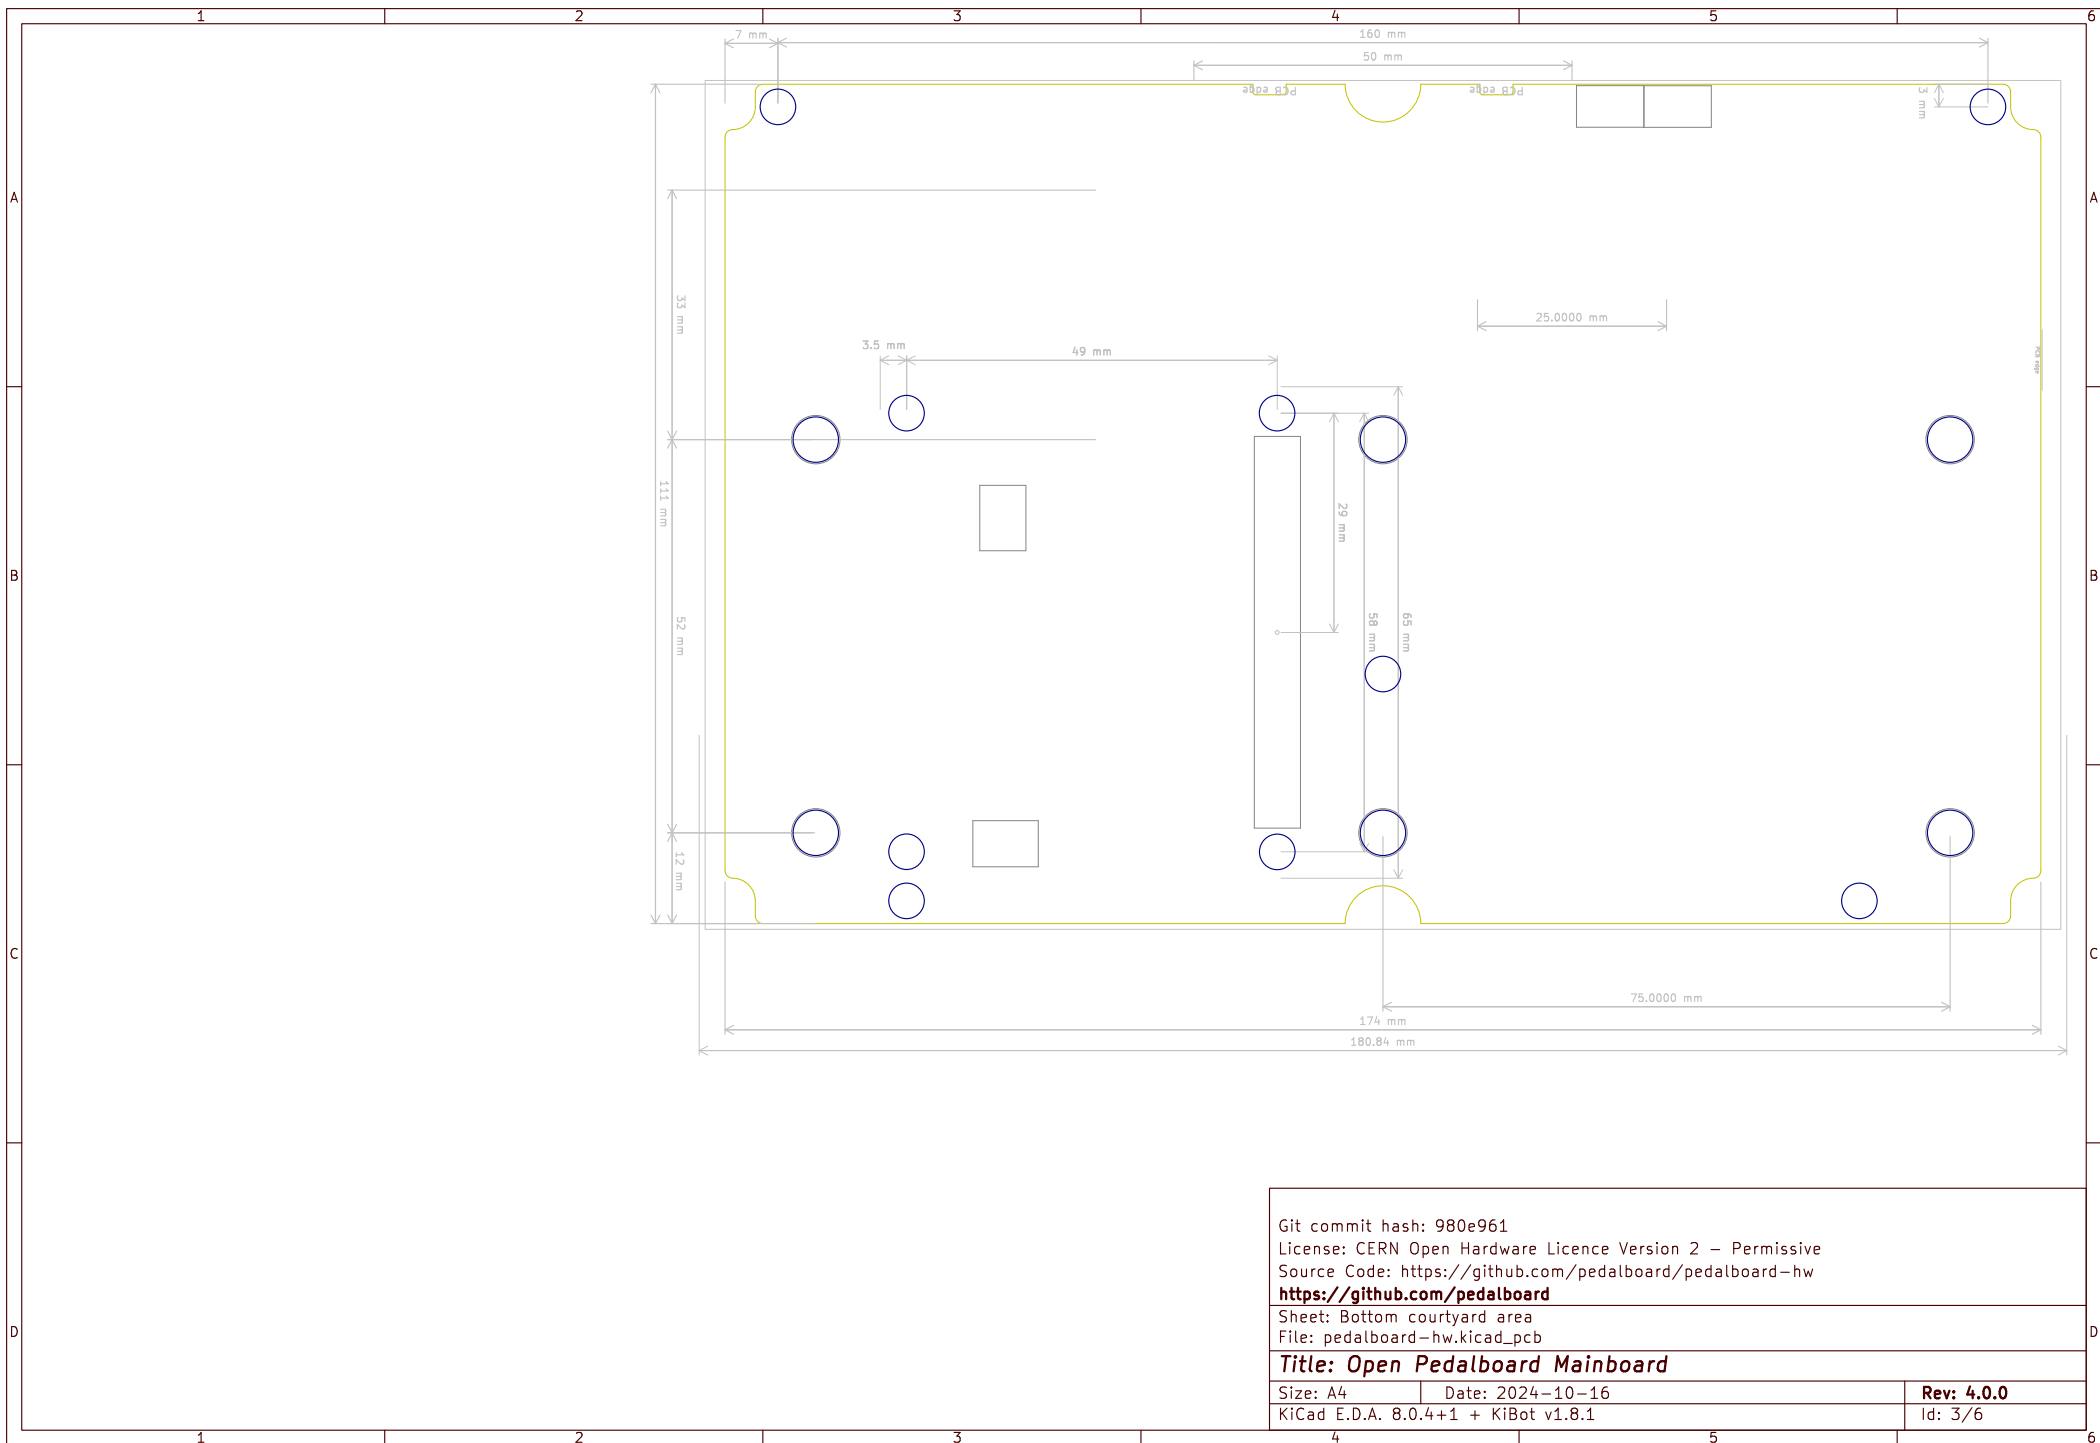 1 2 3 4 5 6
7 mm
160 mm
50 mm
PCB edge
PCB edge
3 mm
A
A
33 mm
25.0000 mm
3.5 mm
49 mm
PCB edge
111 mm
29 mm
B
B
52 mm
58 mm
65 mm
12 mm
C
C
75.0000 mm
174 mm
180.84 mm
Git commit hash: 980e961
License: CERN Open Hardware Licence Version 2 - Permissive
Source Code: https://github.com/pedalboard/pedalboard-hw
https://github.com/pedalboard
Sheet: Bottom courtyard area
File: pedalboard-hw.kicad_pcb
D
D
Title: Open Pedalboard Mainboard
Size: A4
Date: 2024-10-16
Rev: 4.0.0
KiCad E.D.A. 8.0.4+1 + KiBot v1.8.1
Id: 3/6
1 2 3 4 5 6